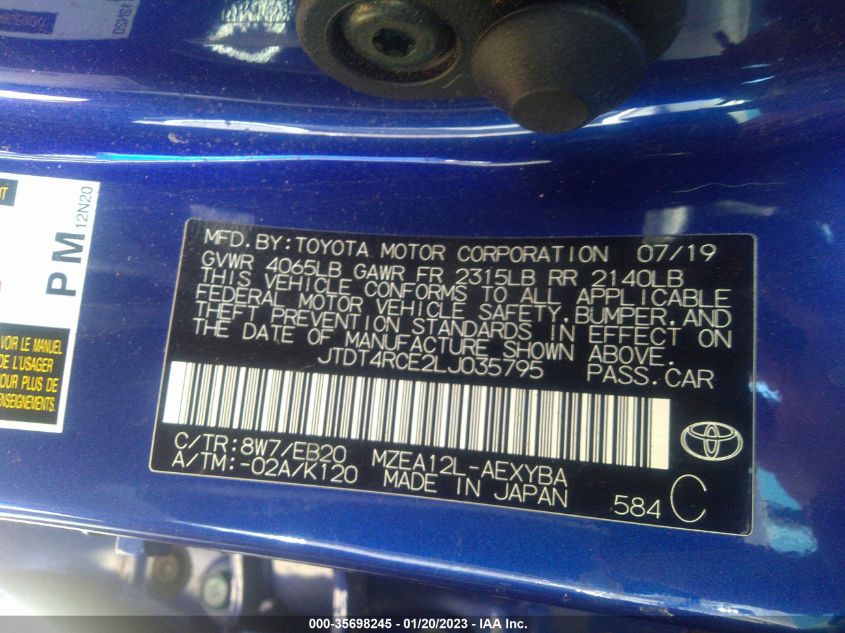 PM 12N20
VOIR LE MANUEL
DE L'USAGER
MFD. BY: TOYOTA MOTOR CORPORATION 07/19
GVWR 4065LB GAWR FR 2315LB RR 2140LB
THIS VEHICLE CONFORMS TO ALL APPLICABLE
FEDERAL MOTOR VEHICLE SAFETY, BUMPER, AND
THEFT PREVENTION STANDARDS IN EFFECT ON
THE DATE OF MANUFACTURE SHOWN ABOVE.
JTDT4RCE2LJ035795 PASS.CAR
C/TR:8W7/EB20 MZEA12L-AEXYBA
A/TM:-02A/K120 MADE IN JAPAN 584 C
000-35698245 - 01/20/2023 - IAA Inc.